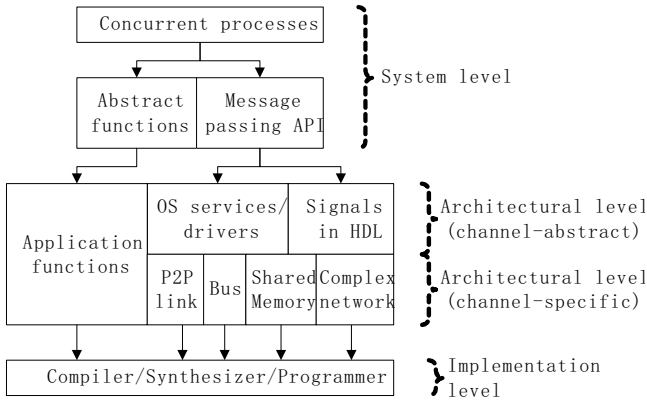 Concurrent processes
System level
Abstract
functions
Message
passing API
OS services/
drivers
Signals
in HDL
Architectural level
(channel-abstract)
Application
functions
P2P
link
Bus
Shared
Memory
Complex
network
Architectural level
(channel-specific)
Compiler/Synthesizer/Programmer
Implementation
level